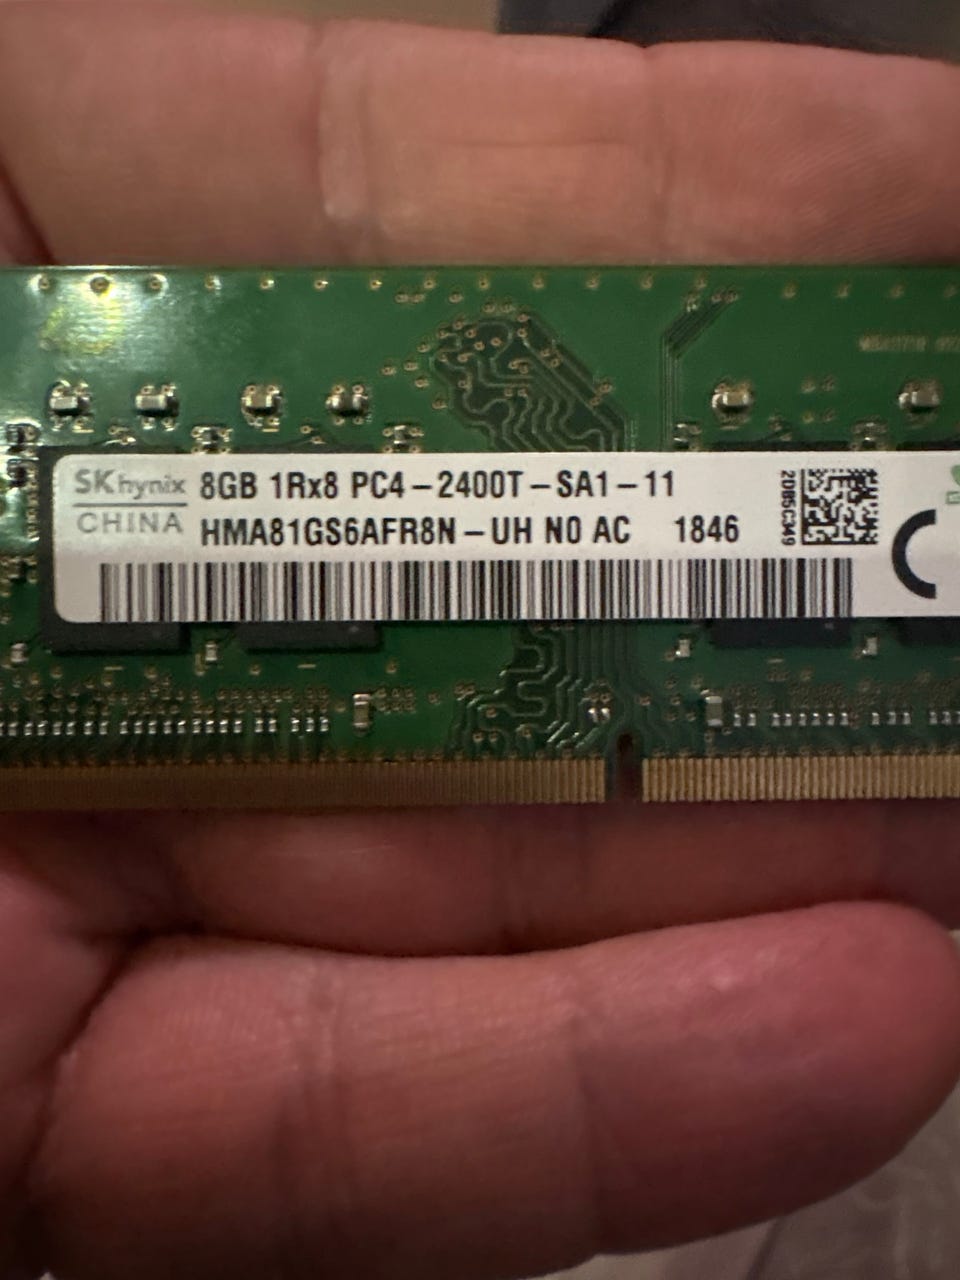 SK hynix
CHINA
8GB 1Rx8 PC4-2400T-SA1-11
HMA81GS6AFR8N-UH N0 AC 1846
2DB5C349